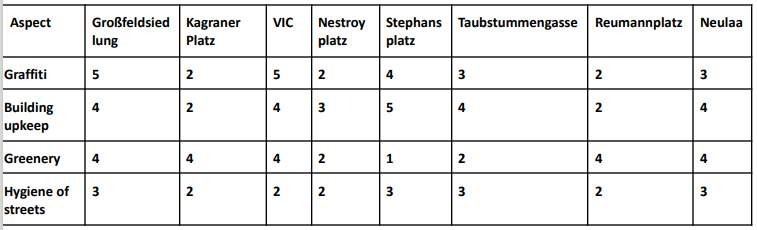 Aspect Großfeldsied Kagraner VIC Nestroy Stephans Taubstummengasse Reumannplatz Neulaa
lung Platz platz platz
Graffiti 5 2 5 2 4 3 2 3
Building 4 2 4 3 5 4 2 4
upkeep
Greenery 4 4 4 2 1 2 4 4
Hygiene of 3 2 2 2 3 3 2 3
streets